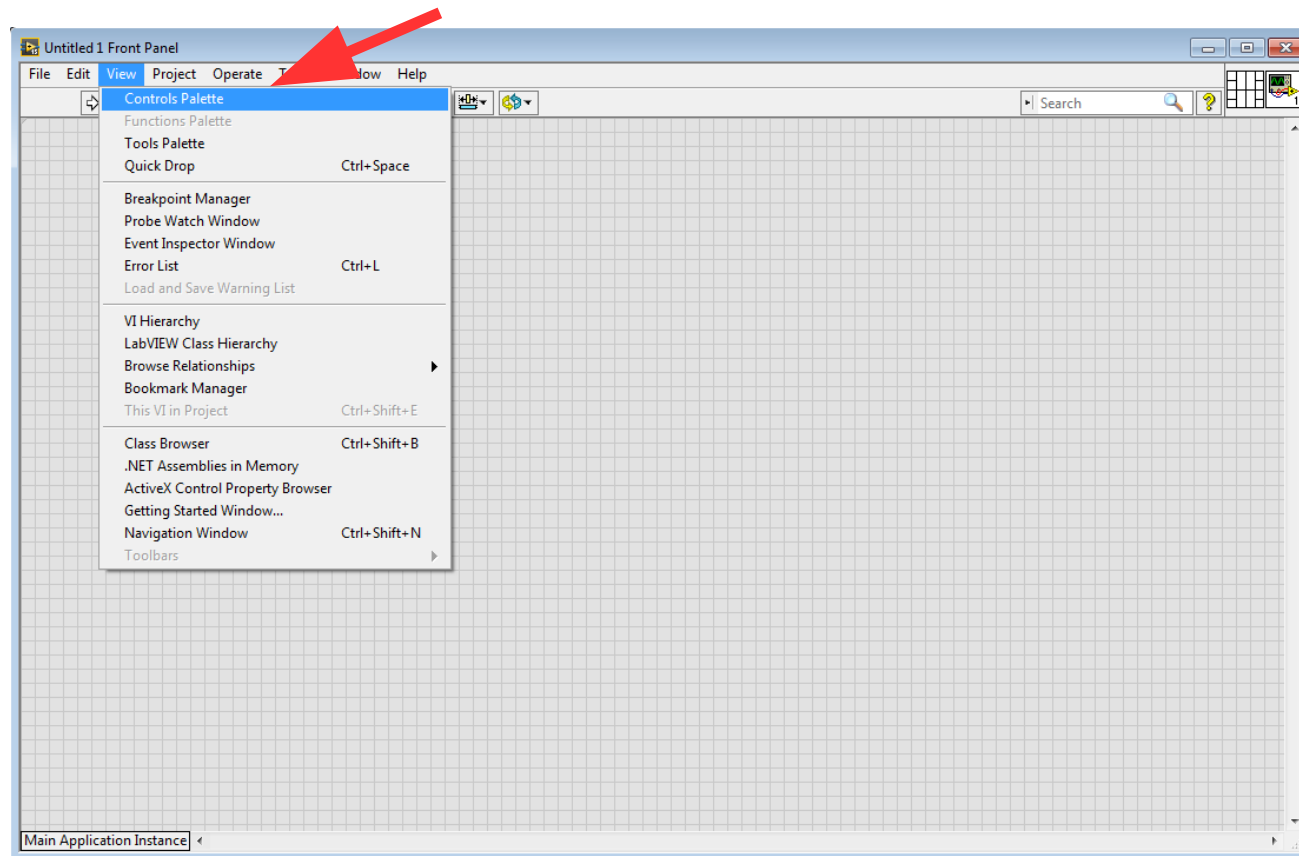 Untitled 1 Front Panel
File Edit View Project Operate Help
Search
1
Controls Palette
Functions Palette
Tools Palette
Quick Drop Ctrl+Space
Breakpoint Manager
Probe Watch Window
Event Inspector Window
Error List Ctrl+L
Load and Save Warning List
VI Hierarchy
LabVIEW Class Hierarchy
Browse Relationships
Bookmark Manager
This VI in Project Ctrl+Shift+E
Class Browser Ctrl+Shift+B
.NET Assemblies in Memory
ActiveX Control Property Browser
Getting Started Window...
Navigation Window Ctrl+Shift+N
Toolbars
Main Application Instance